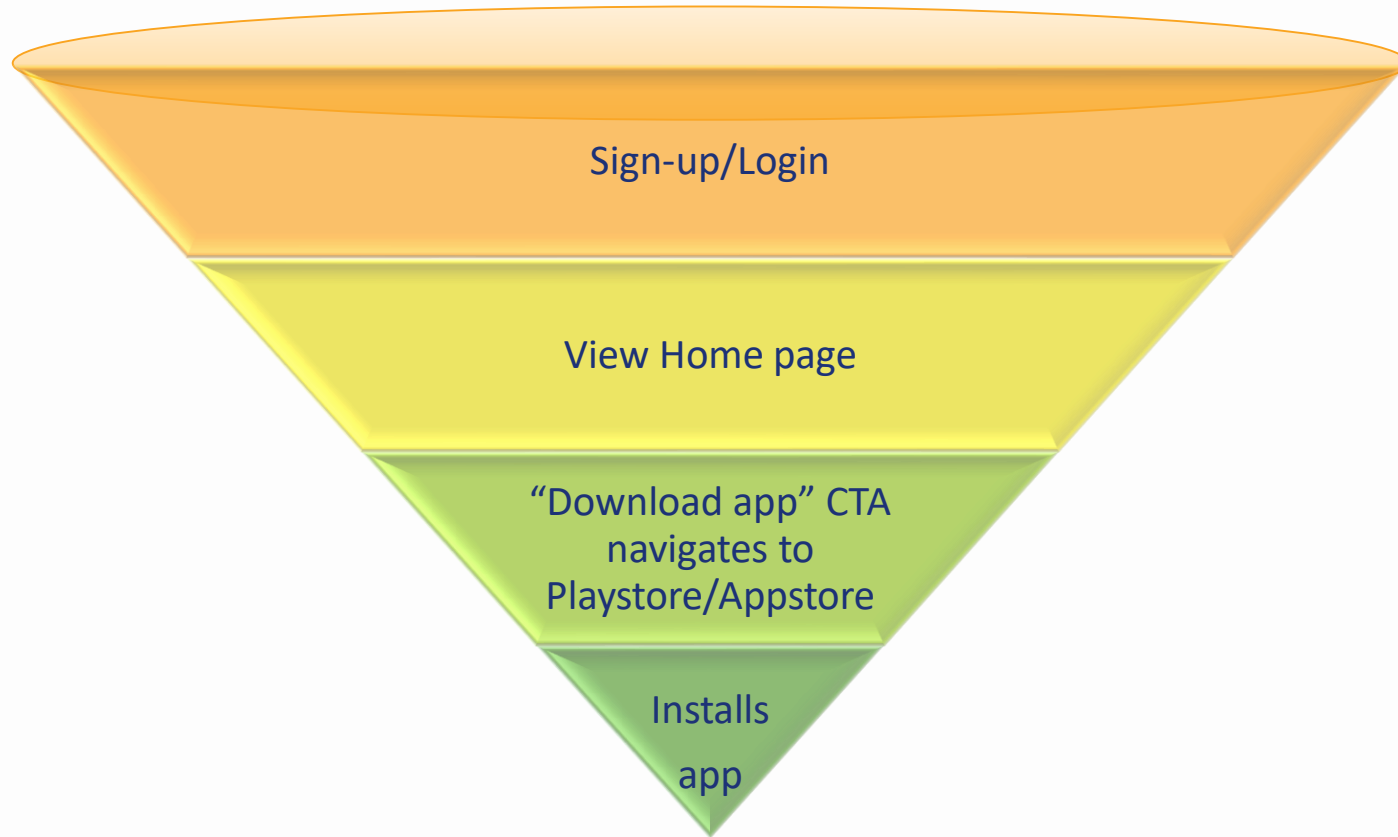 Sign-up/Login
View Home page
“Download app” CTA
navigates to
Playstore/Appstore
Installs
app